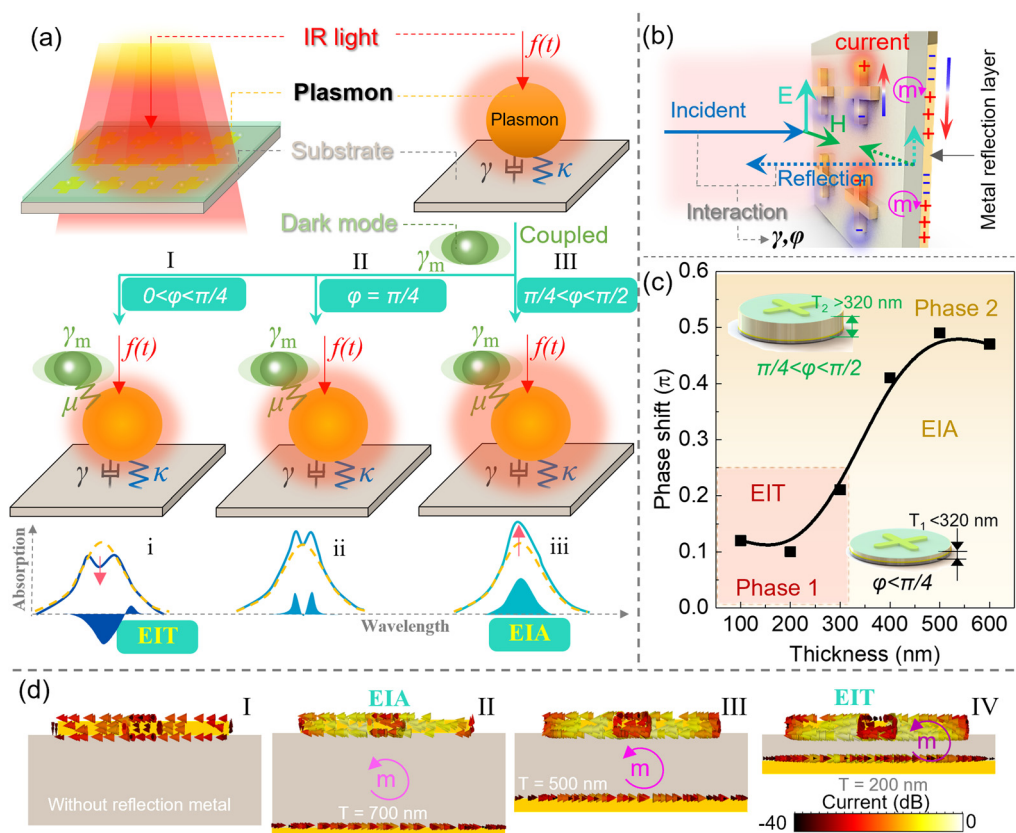 (a)
IR light
f(t)
Plasmon
Plasmon
Substrate
γ
κ
Dark mode
γm
Coupled
I
II
III
0<φ<π/4
φ = π/4
π/4<φ<π/2
γm
f(t)
μ
γ
κ
γm
f(t)
μ
γ
κ
γm
f(t)
μ
γ
κ
Absorption
i
ii
iii
EIT
Wavelength
EIA
(b)
current
E
H
m
Incident
Reflection
m
Interaction
γ,φ
Metal reflection layer
+
-
(c)
Phase shift (π)
0.6
0.5
0.4
0.3
0.2
0.1
0.0
T2 >320 nm
Phase 2
π/4<φ<π/2
EIA
EIT
T1 <320 nm
Phase 1
φ<π/4
100 200 300 400 500 600
Thickness (nm)
(d)
I
Without reflection metal
EIA
II
m
T = 700 nm
III
m
T = 500 nm
EIT
IV
m
T = 200 nm
Current (dB)
-40
0